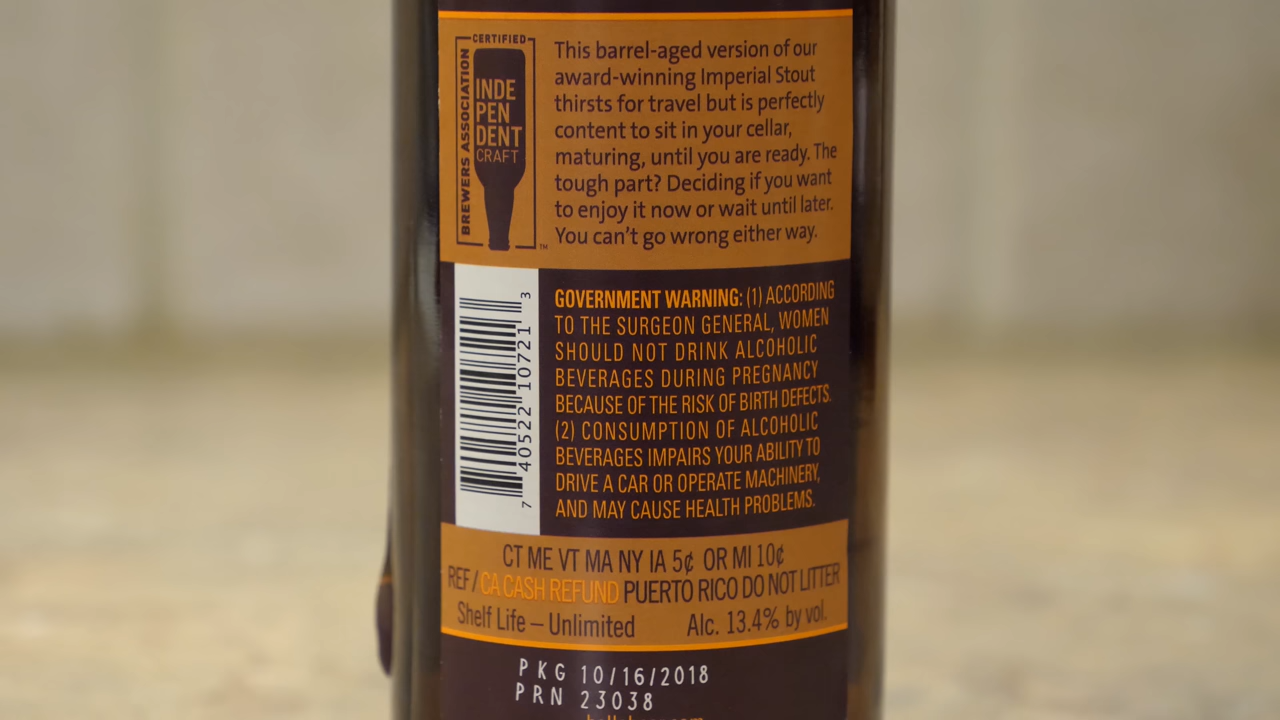 CERTIFIED
BREWERS ASSOCIATION
INDE
PEN
DENT
CRAFT
TM
This barrel-aged version of our
award-winning Imperial Stout
thirsts for travel but is perfectly
content to sit in your cellar,
maturing, until you are ready. The
tough part? Deciding if you want
to enjoy it now or wait until later.
You can't go wrong either way.
7 40522 10721 3
GOVERNMENT WARNING: (1) ACCORDING
TO THE SURGEON GENERAL, WOMEN
SHOULD NOT DRINK ALCOHOLIC
BEVERAGES DURING PREGNANCY
BECAUSE OF THE RISK OF BIRTH DEFECTS.
(2) CONSUMPTION OF ALCOHOLIC
BEVERAGES IMPAIRS YOUR ABILITY TO
DRIVE A CAR OR OPERATE MACHINERY,
AND MAY CAUSE HEALTH PROBLEMS.
CT ME VT MA NY IA 5¢ OR MI 10¢
REF/CA CASH REFUND PUERTO RICO DO NOT LITTER
Shelf Life – Unlimited Alc. 13.4% by vol.
PKG 10/16/2018
PRN 23038